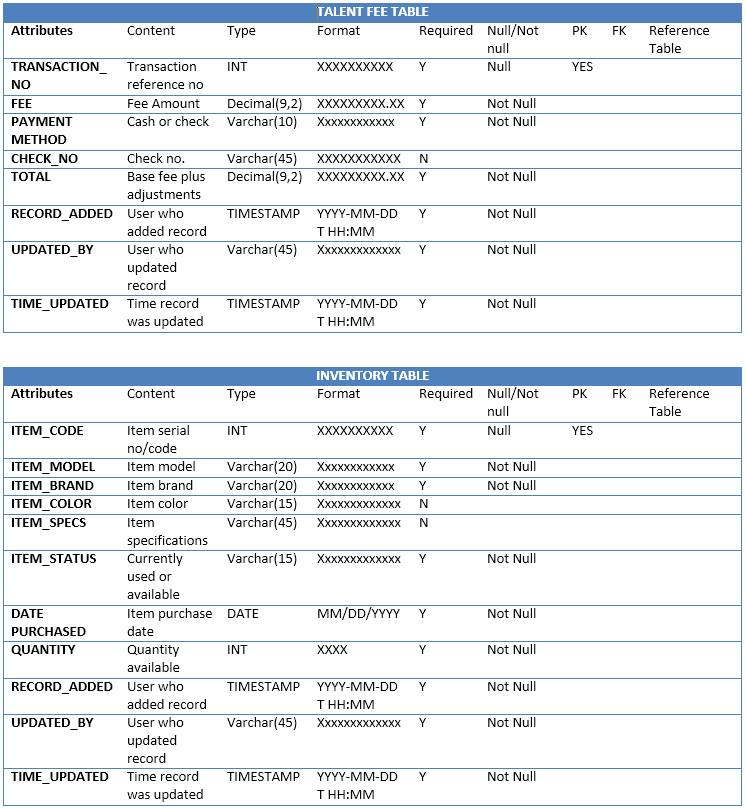 TALENT FEE TABLE
Attributes Content Type Format Required Null/Not PK FK Reference
null Table
TRANSACTION_ Transaction INT XXXXXXXXXX Y Null YES
NO reference no
FEE Fee Amount Decimal(9,2) XXXXXXXXX.XX Y Not Null
PAYMENT Cash or check Varchar(10) Xxxxxxxxxxxx Y Not Null
METHOD
CHECK_NO Check no. Varchar(45) XXXXXXXXXXX N
TOTAL Base fee plus Decimal(9,2) XXXXXXXXX.XX Y Not Null
adjustments
RECORD_ADDED User who TIMESTAMP YYYY-MM-DD Y Not Null
added record T HH:MM
UPDATED_BY User who Varchar(45) Xxxxxxxxxxxxx Y Not Null
updated
record
TIME_UPDATED Time record TIMESTAMP YYYY-MM-DD Y Not Null
was updated T HH:MM
INVENTORY TABLE
Attributes Content Type Format Required Null/Not PK FK Reference
null Table
ITEM_CODE Item serial INT XXXXXXXXXX Y Null YES
no/code
ITEM_MODEL Item model Varchar(20) Xxxxxxxxxxxx Y Not Null
ITEM_BRAND Item brand Varchar(20) Xxxxxxxxxxxx Y Not Null
ITEM_COLOR Item color Varchar(15) Xxxxxxxxxxxxx N
ITEM_SPECS Item Varchar(45) Xxxxxxxxxxxxx N
specifications
ITEM_STATUS Currently Varchar(15) Xxxxxxxxxxxxx Y Not Null
used or
available
DATE Item purchase DATE MM/DD/YYYY Y Not Null
PURCHASED date
QUANTITY Quantity INT XXXX Y Not Null
available
RECORD_ADDED User who TIMESTAMP YYYY-MM-DD Y Not Null
added record T HH:MM
UPDATED_BY User who Varchar(45) Xxxxxxxxxxxxx Y Not Null
updated
record
TIME_UPDATED Time record TIMESTAMP YYYY-MM-DD Y Not Null
was updated T HH:MM